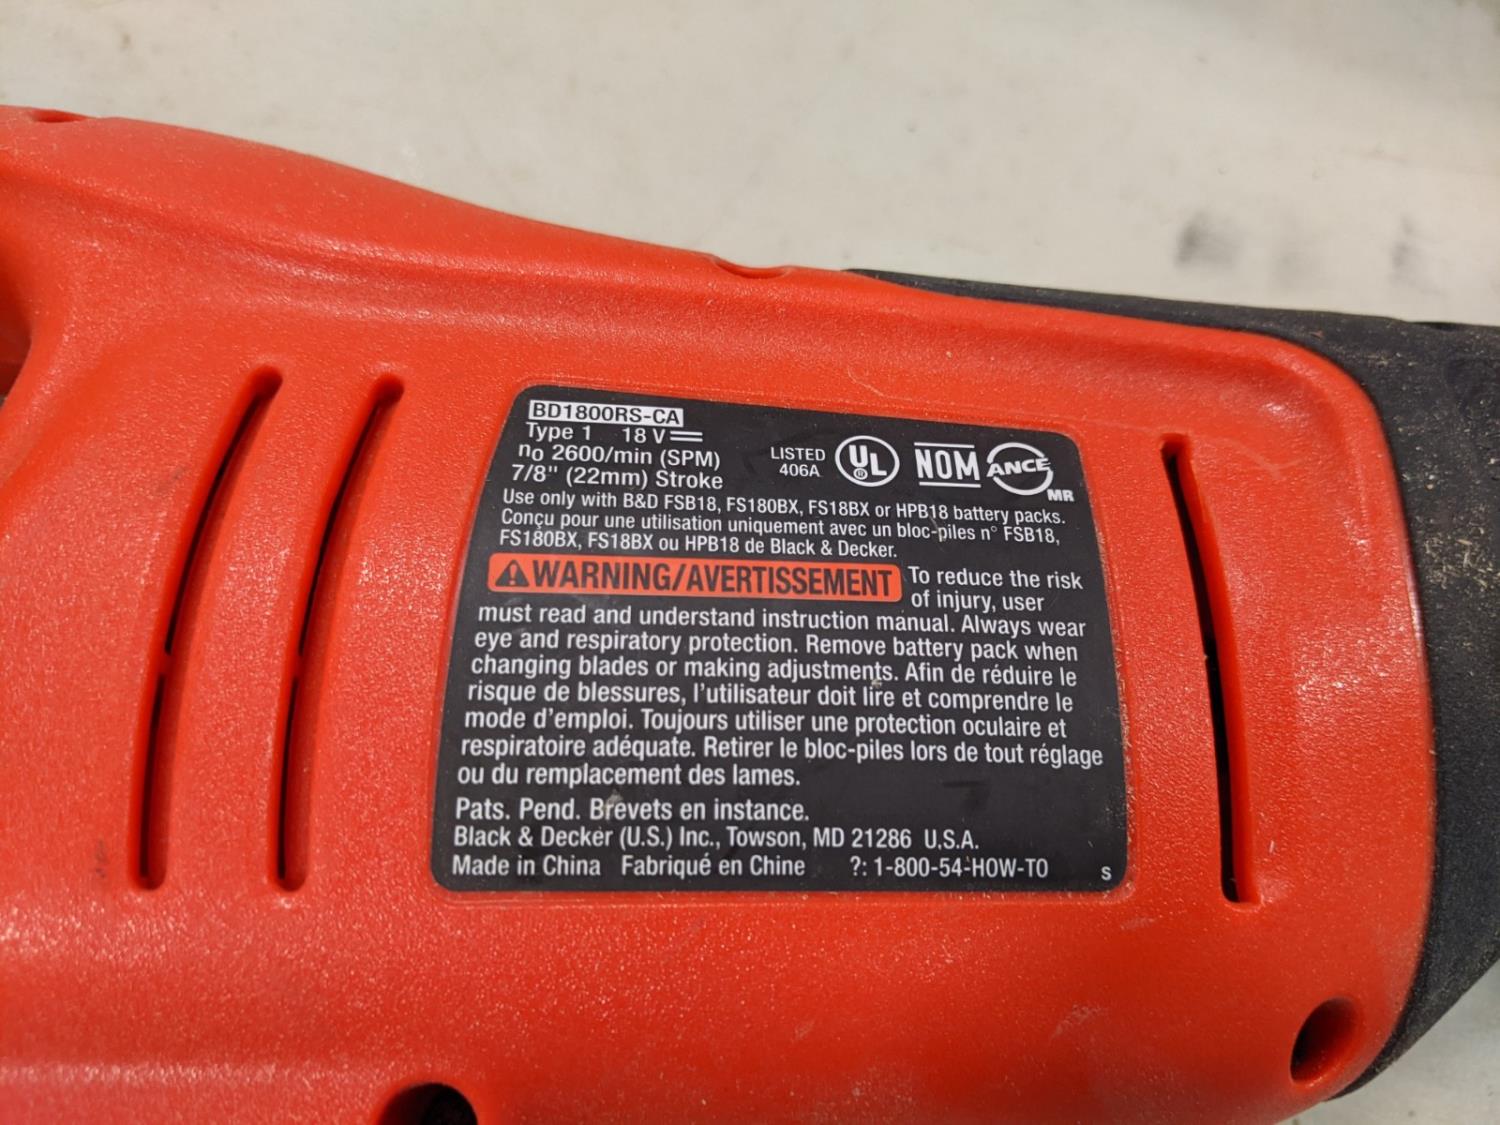 BD1800RS-CA
Type 1 18 V
no 2600/min (SPM)
7/8" (22mm) Stroke
LISTED
406A
UL
®
NOM
ANCE
MR
Use only with B&D FSB18, FS180BX, FS18BX or HPB18 battery packs.
Conçu pour une utilisation uniquement avec un bloc-piles n° FSB18,
FS180BX, FS18BX ou HPB18 de Black & Decker.
WARNING/AVERTISSEMENT To reduce the risk
of injury, user
must read and understand instruction manual. Always wear
eye and respiratory protection. Remove battery pack when
changing blades or making adjustments. Afin de réduire le
risque de blessures, l'utilisateur doit lire et comprendre le
mode d'emploi. Toujours utiliser une protection oculaire et
respiratoire adéquate. Retirer le bloc-piles lors de tout réglage
ou du remplacement des lames.
Pats. Pend. Brevets en instance.
Black & Decker (U.S.) Inc., Towson, MD 21286 U.S.A.
Made in China Fabriqué en Chine ?: 1-800-54-HOW-TO
S